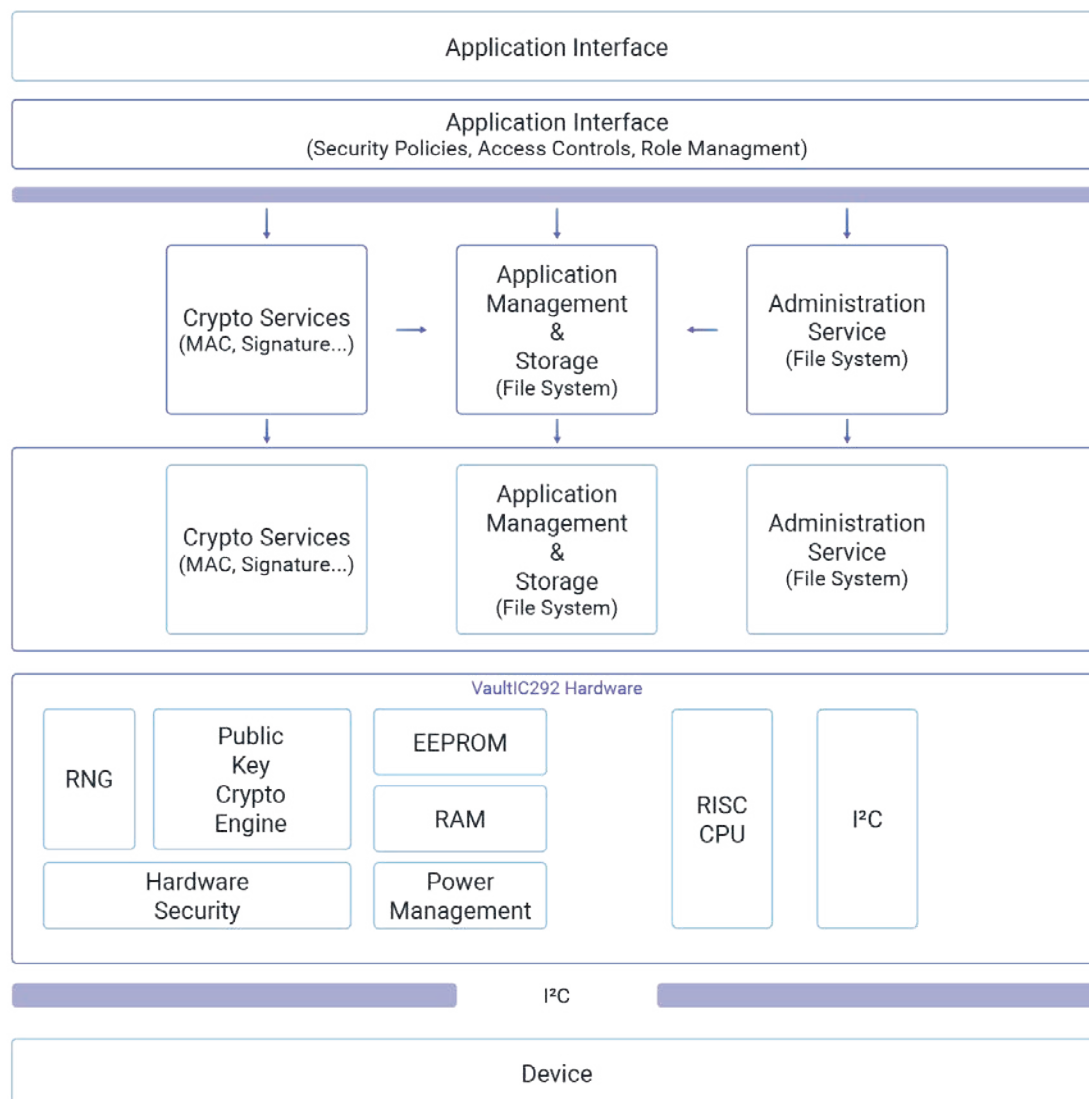 Application Interface
Application Interface
(Security Policies, Access Controls, Role Managment)
Crypto Services
(MAC, Signature...)
Application
Management
&
Storage
(File System)
Administration
Service
(File System)
Crypto Services
(MAC, Signature...)
Application
Management
&
Storage
(File System)
Administration
Service
(File System)
VaultIC292 Hardware
RNG
Public
Key
Crypto
Engine
EEPROM
RAM
Hardware
Security
Power
Management
RISC
CPU
I²C
I²C
Device